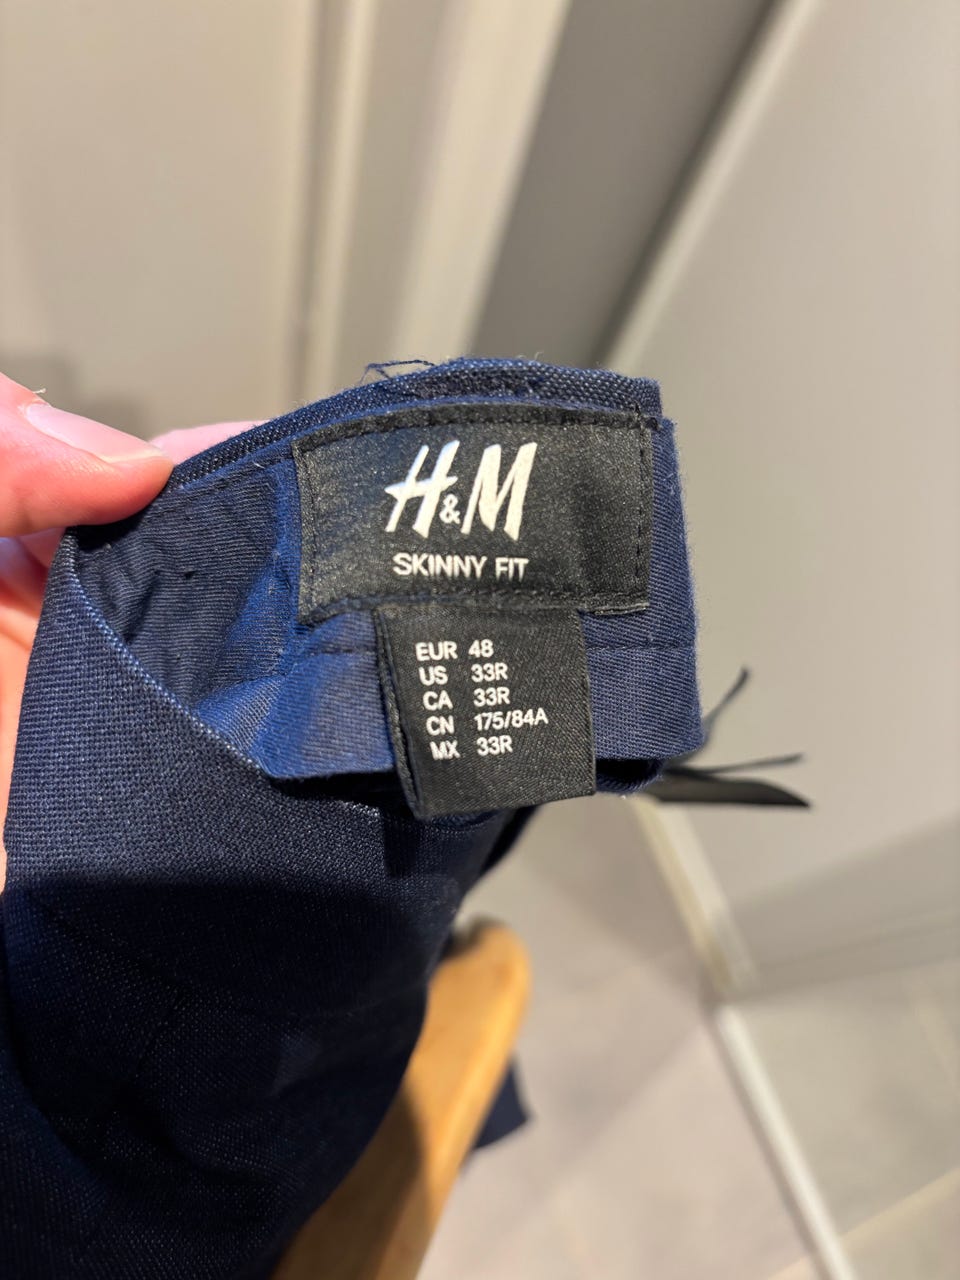 H&M
SKINNY FIT
EUR 48
US 33R
CA 33R
CN 175/84A
MX 33R